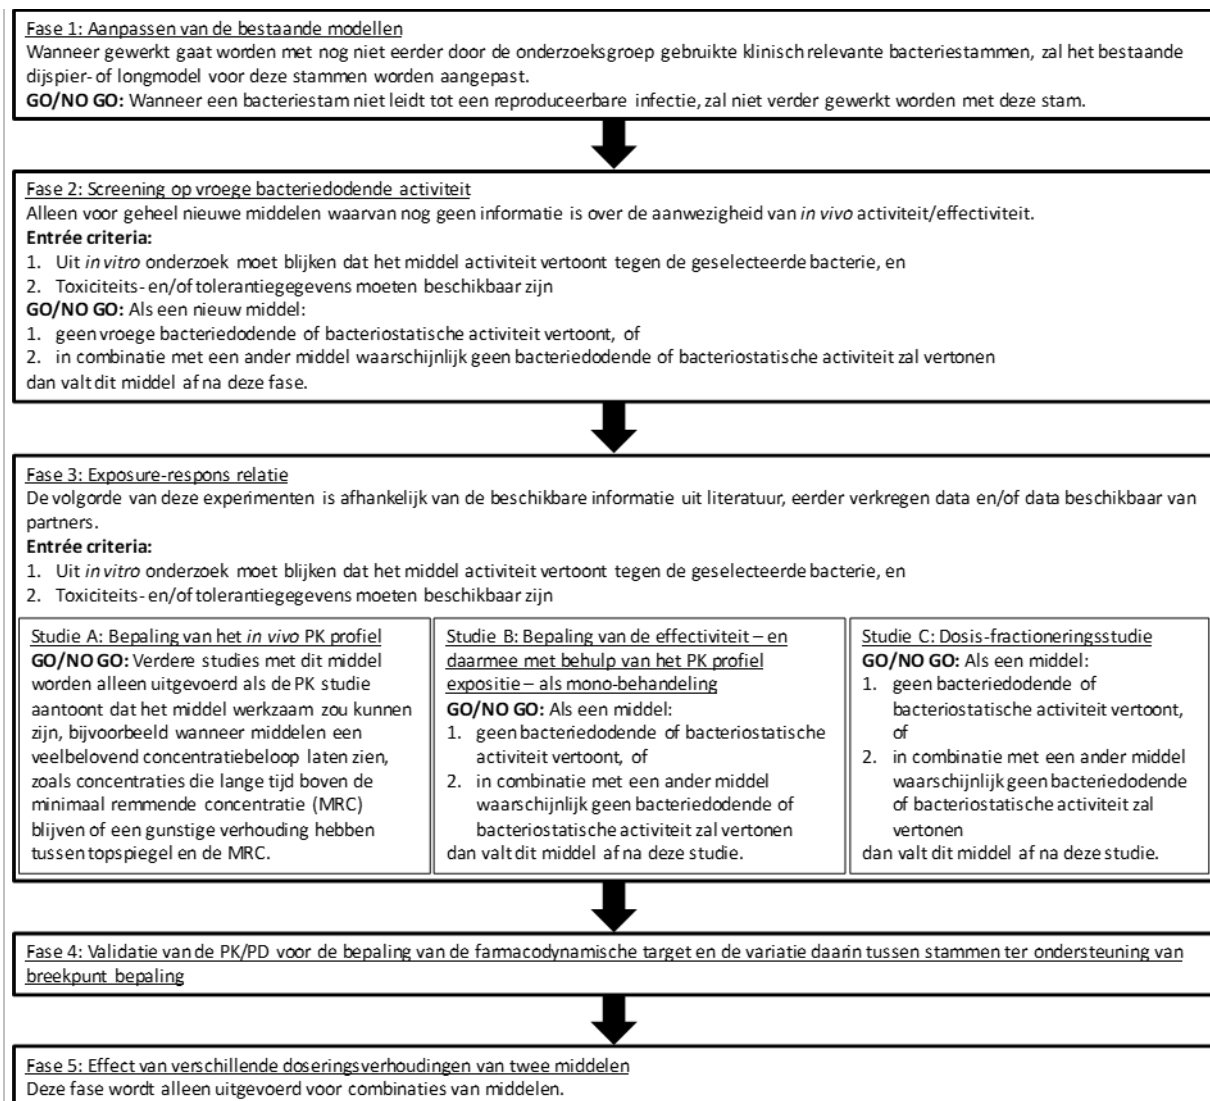 Fase 1: Aanpassen van de bestaande modellen
Wanneer gewerkt gaat worden met nog niet eerder door de onderzoeksgroep gebruikte klinisch relevante bacteriestammen, zal het bestaande
dijspier- of longmodel voor deze stammen worden aangepast.
GO/NO GO: Wanneer een bacteriestam niet leidt tot een reproduceerbare infectie, zal niet verder gewerkt worden met deze stam.
Fase 2: Screening op vroege bacteriedodende activiteit
Alleen voor geheel nieuwe middelen waarvan nog geen informatie is over de aanwezigheid van in vivo activiteit/effectiviteit.
Entrée criteria:
1. Uit in vitro onderzoek moet blijken dat het middel activiteit vertoont tegen de geselecteerde bacterie, en
2. Toxiciteits- en/of tolerantiegegevens moeten beschikbaar zijn
GO/NO GO: Als een nieuw middel:
1. geen vroege bacteriedodende of bacteriostatische activiteit vertoont, of
2. in combinatie met een ander middel waarschijnlijk geen bacteriedodende of bacteriostatische activiteit zal vertonen
dan valt dit middel af na deze fase.
Fase 3: Exposure-respons relatie
De volgorde van deze experimenten is afhankelijk van de beschikbare informatie uit literatuur, eerder verkregen data en/of data beschikbaar van
partners.
Entrée criteria:
1. Uit in vitro onderzoek moet blijken dat het middel activiteit vertoont tegen de geselecteerde bacterie, en
2. Toxiciteits- en/of tolerantiegegevens moeten beschikbaar zijn
Studie A: Bepaling van het in vivo PK profiel
GO/NO GO: Verdere studies met dit middel
worden alleen uitgevoerd als de PK studie
aantoont dat het middel werkzaam zou kunnen
zijn, bijvoorbeeld wanneer middelen een
veelbelovend concentratiebeloop laten zien,
zoals concentraties die lange tijd boven de
minimaal remmende concentratie (MRC)
blijven of een gunstige verhouding hebben
tussen topspiegel en de MRC.
Studie B: Bepaling van de effectiviteit – en
daarmee met behulp van het PK profiel
expositie – als mono-behandeling
GO/NO GO: Als een middel:
1. geen bacteriedodende of bacteriostatische
activiteit vertoont, of
2. in combinatie met een ander middel
waarschijnlijk geen bacteriedodende of
bacteriostatische activiteit zal vertonen
dan valt dit middel af na deze studie.
Studie C: Dosis-fractioneringsstudie
GO/NO GO: Als een middel:
1. geen bacteriedodende of
bacteriostatische activiteit vertoont,
of
2. in combinatie met een ander middel
waarschijnlijk geen bacteriedodende
of bacteriostatische activiteit zal
vertonen
dan valt dit middel af na deze studie.
Fase 4: Validatie van de PK/PD voor de bepaling van de farmacodynamische target en de variatie daarin tussen stammen ter ondersteuning van
breekpunt bepaling
Fase 5: Effect van verschillende doseringsverhoudingen van twee middelen
Deze fase wordt alleen uitgevoerd voor combinaties van middelen.